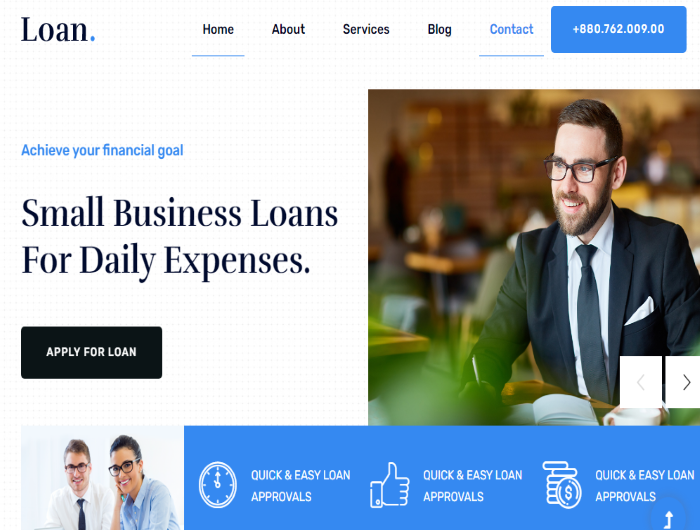 Loan.
Home About Services Blog Contact +880.762.009.00
Achieve your financial goal
Small Business Loans
For Daily Expenses.
APPLY FOR LOAN
QUICK & EASY LOAN
APPROVALS
QUICK & EASY LOAN
APPROVALS
QUICK & EASY LOAN
APPROVALS